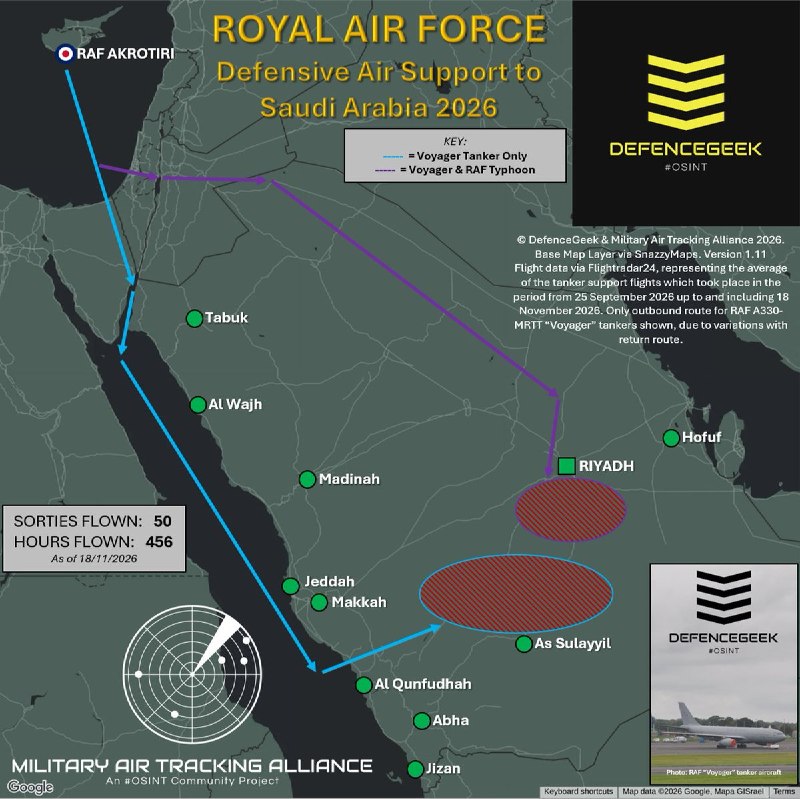 ROYAL AIR FORCE
Defensive Air Support to
Saudi Arabia 2026
RAF AKROTIRI
KEY:
= Voyager Tanker Only
= Voyager & RAF Typhoon
DEFENCEGEEK
#OSINT
© DefenceGeek & Military Air Tracking Alliance 2026.
Base Map Layer via SnazzyMaps. Version 1.11
Flight data via Flightradar24, representing the average
of the tanker support flights which took place in the
period from 25 September 2026 up to and including 18
November 2026. Only outbound route for RAF A330-
MRTT "Voyager" tankers shown, due to variations with
return route.
Tabuk
Al Wajh
Hofuf
RIYADH
Madinah
SORTIES FLOWN: 50
HOURS FLOWN: 456
As of 18/11/2026
Jeddah
Makkah
As Sulayyil
Al Qunfudhah
Abha
Jizan
DEFENCEGEEK
#OSINT
Photo: RAF "Voyager" tanker aircraft
MILITARY AIR TRACKING ALLIANCE
An #OSINT Community Project
Google
Keyboard shortcuts
Map data ©2026 Google, Mapa GISrael
Terms